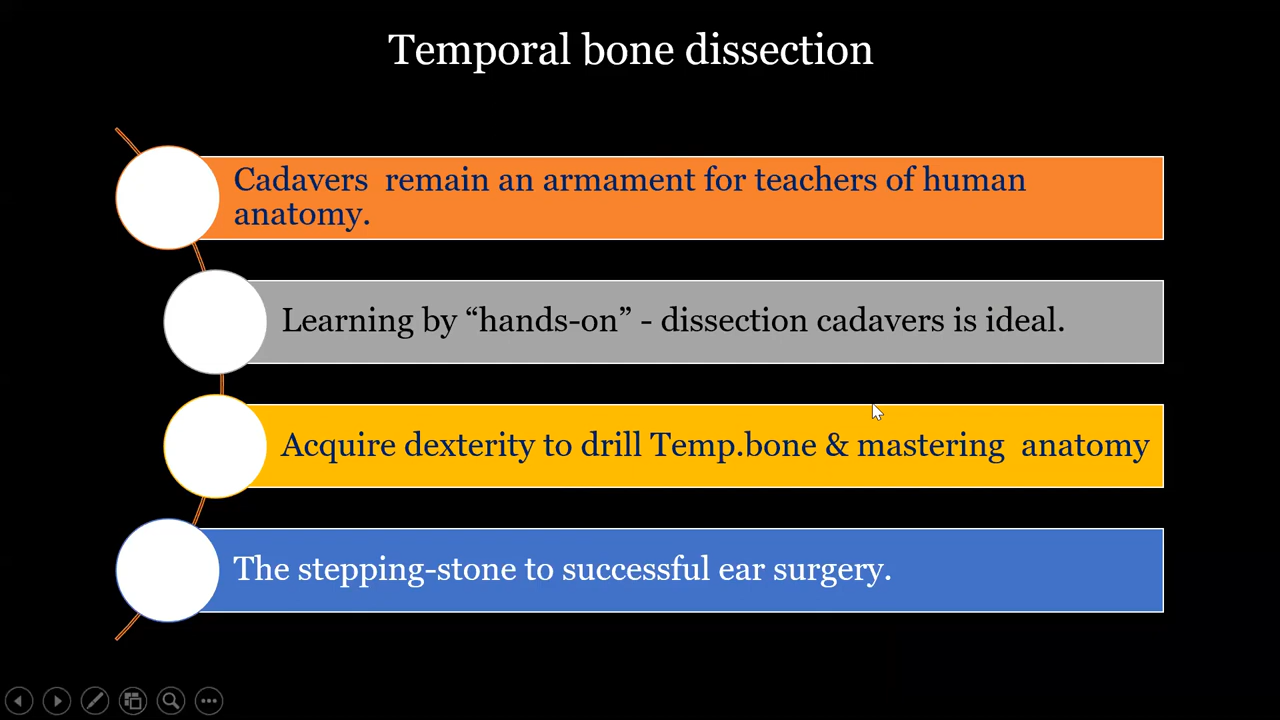 Temporal bone dissection
Cadavers  remain an armament for teachers of human
anatomy.
Learning by “hands-on” - dissection cadavers is ideal.
Acquire dexterity to drill Temp.bone & mastering  anatomy
The stepping-stone to successful ear surgery.